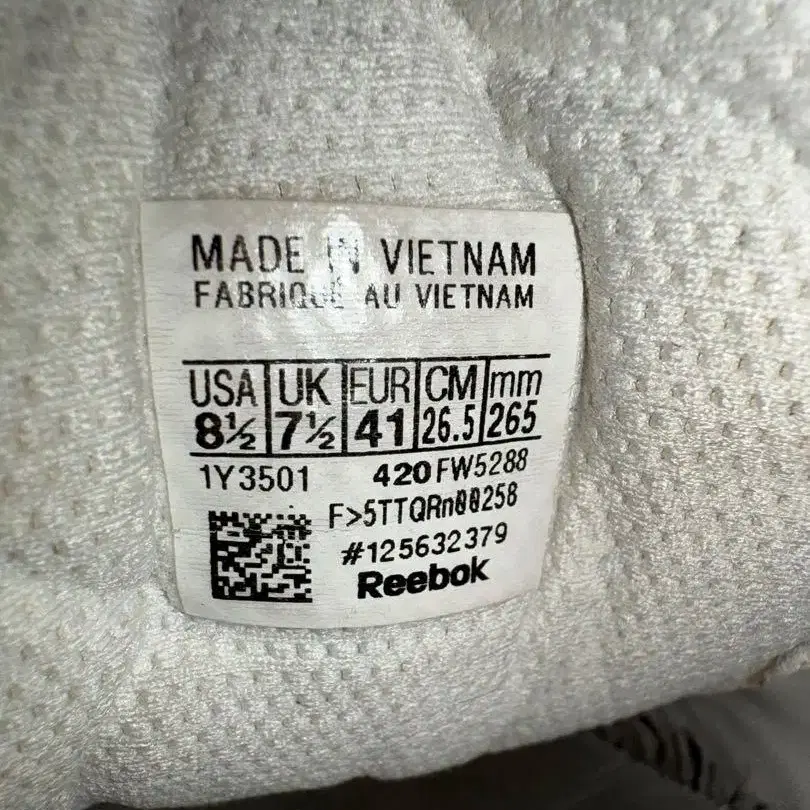 MADE IN VIETNAM
FABRIQUÉ AU VIETNAM
USA UK EUR CM mm
8½ 7½ 41 26.5 265
1Y3501 420 FW5288
F>5TTQRn00258
#125632379
Reebok